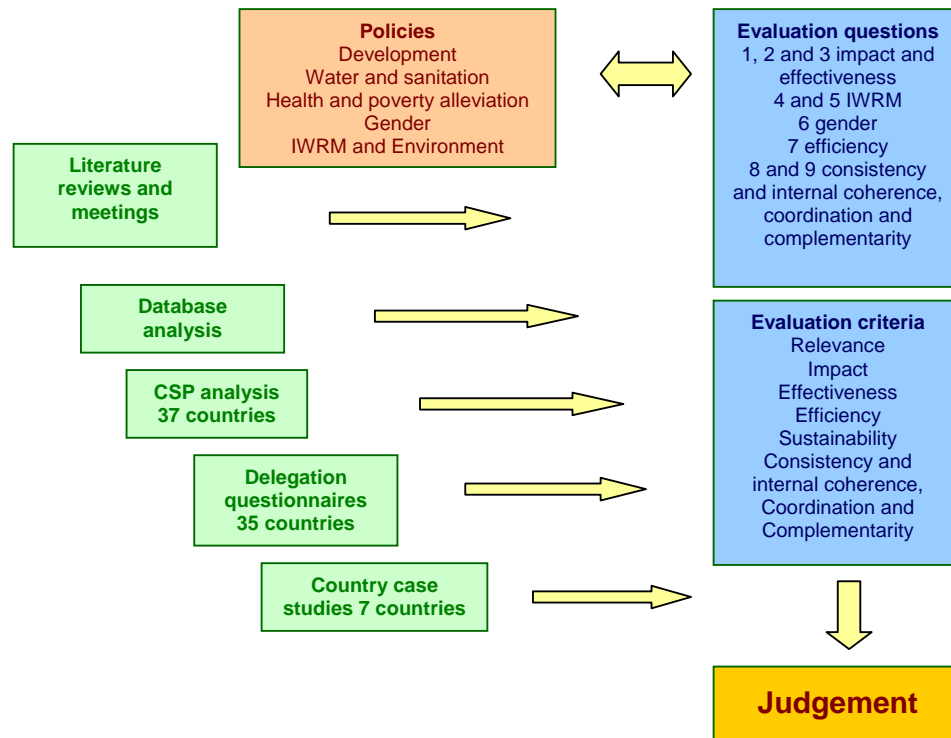 Policies
Development
Water and sanitation
Health and poverty alleviation
Gender
IWRM and Environment
Evaluation questions
1, 2 and 3 impact and
effectiveness
4 and 5 IWRM
6 gender
7 efficiency
8 and 9 consistency
and internal coherence,
coordination and
complementarity
Literature
reviews and
meetings
Database
analysis
CSP analysis
37 countries
Delegation
questionnaires
35 countries
Country case
studies 7 countries
Evaluation criteria
Relevance
Impact
Effectiveness
Efficiency
Sustainability
Consistency and
internal coherence,
Coordination and
Complementarity
Judgement